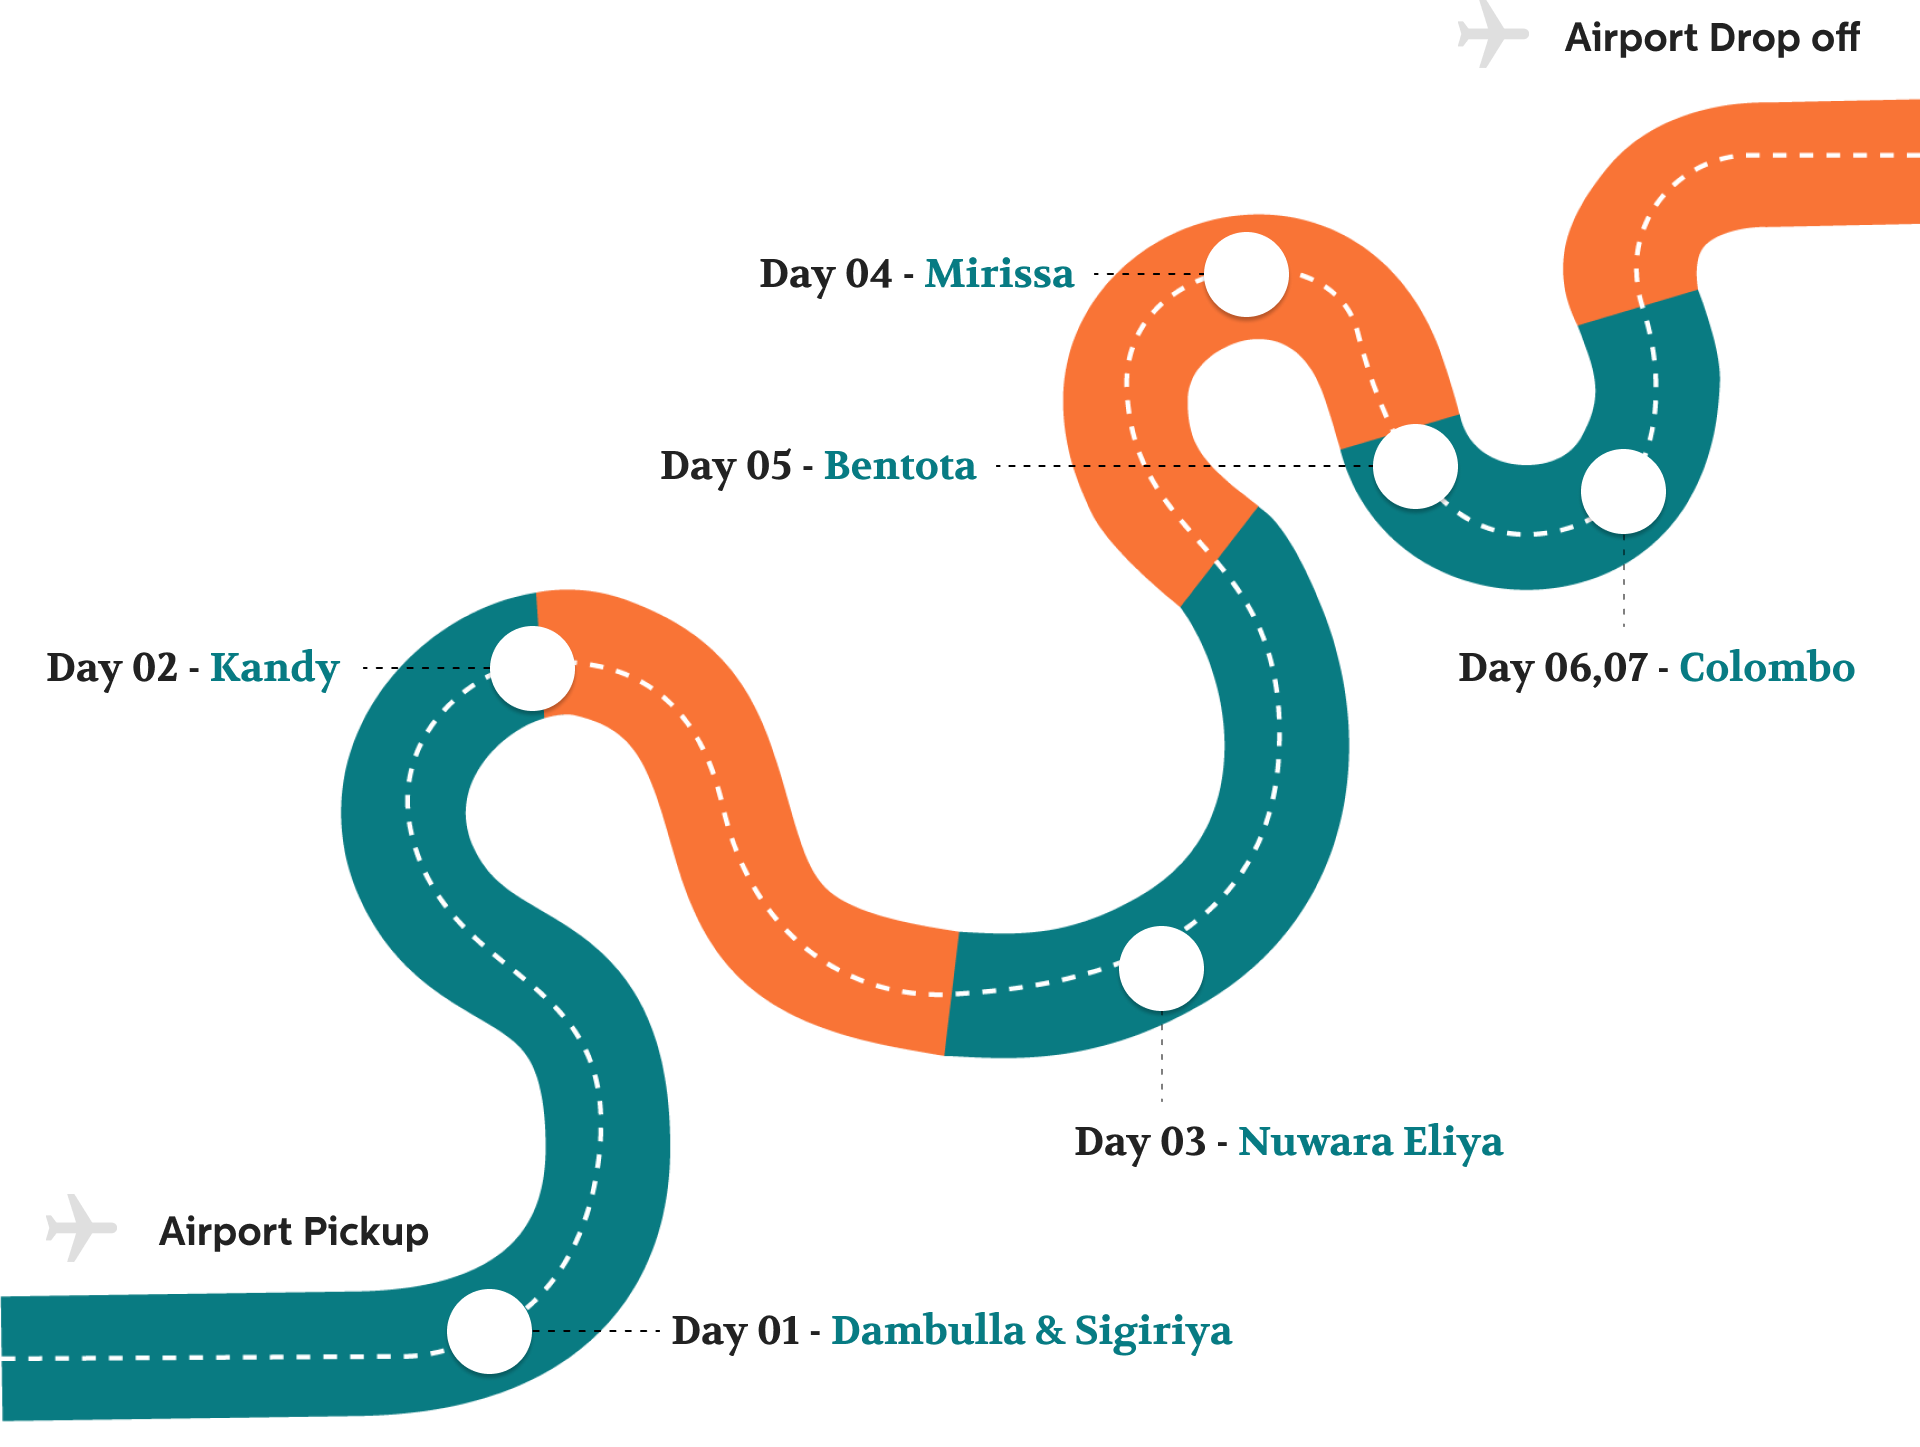 Airport Drop off
Day 04 - Mirissa
Day 05 - Bentota
Day 02 - Kandy
Day 06,07 - Colombo
Day 03 - Nuwara Eliya
Airport Pickup
Day 01 - Dambulla & Sigiriya